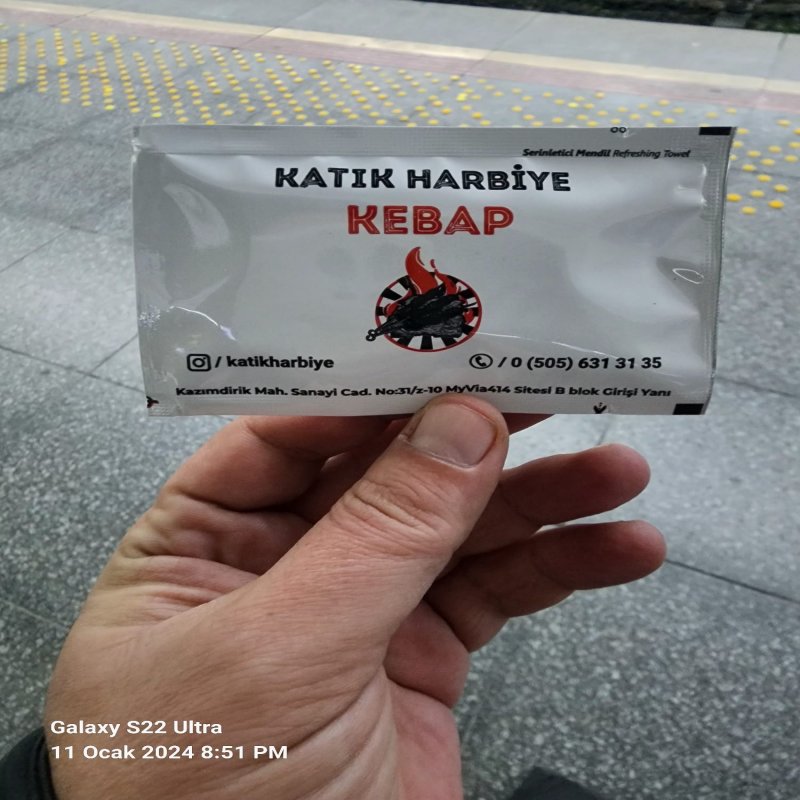 Serinletici Mendil Refreshing Towel
KATIK HARBİYE
KEBAP
/ katikharbiye
/ 0 (505) 631 31 35
Kazımdirik Mah. Sanayi Cad. No:31/z-10 MyVia414 Sitesi B blok Girişi Yanı
Galaxy S22 Ultra
11 Ocak 2024 8:51 PM